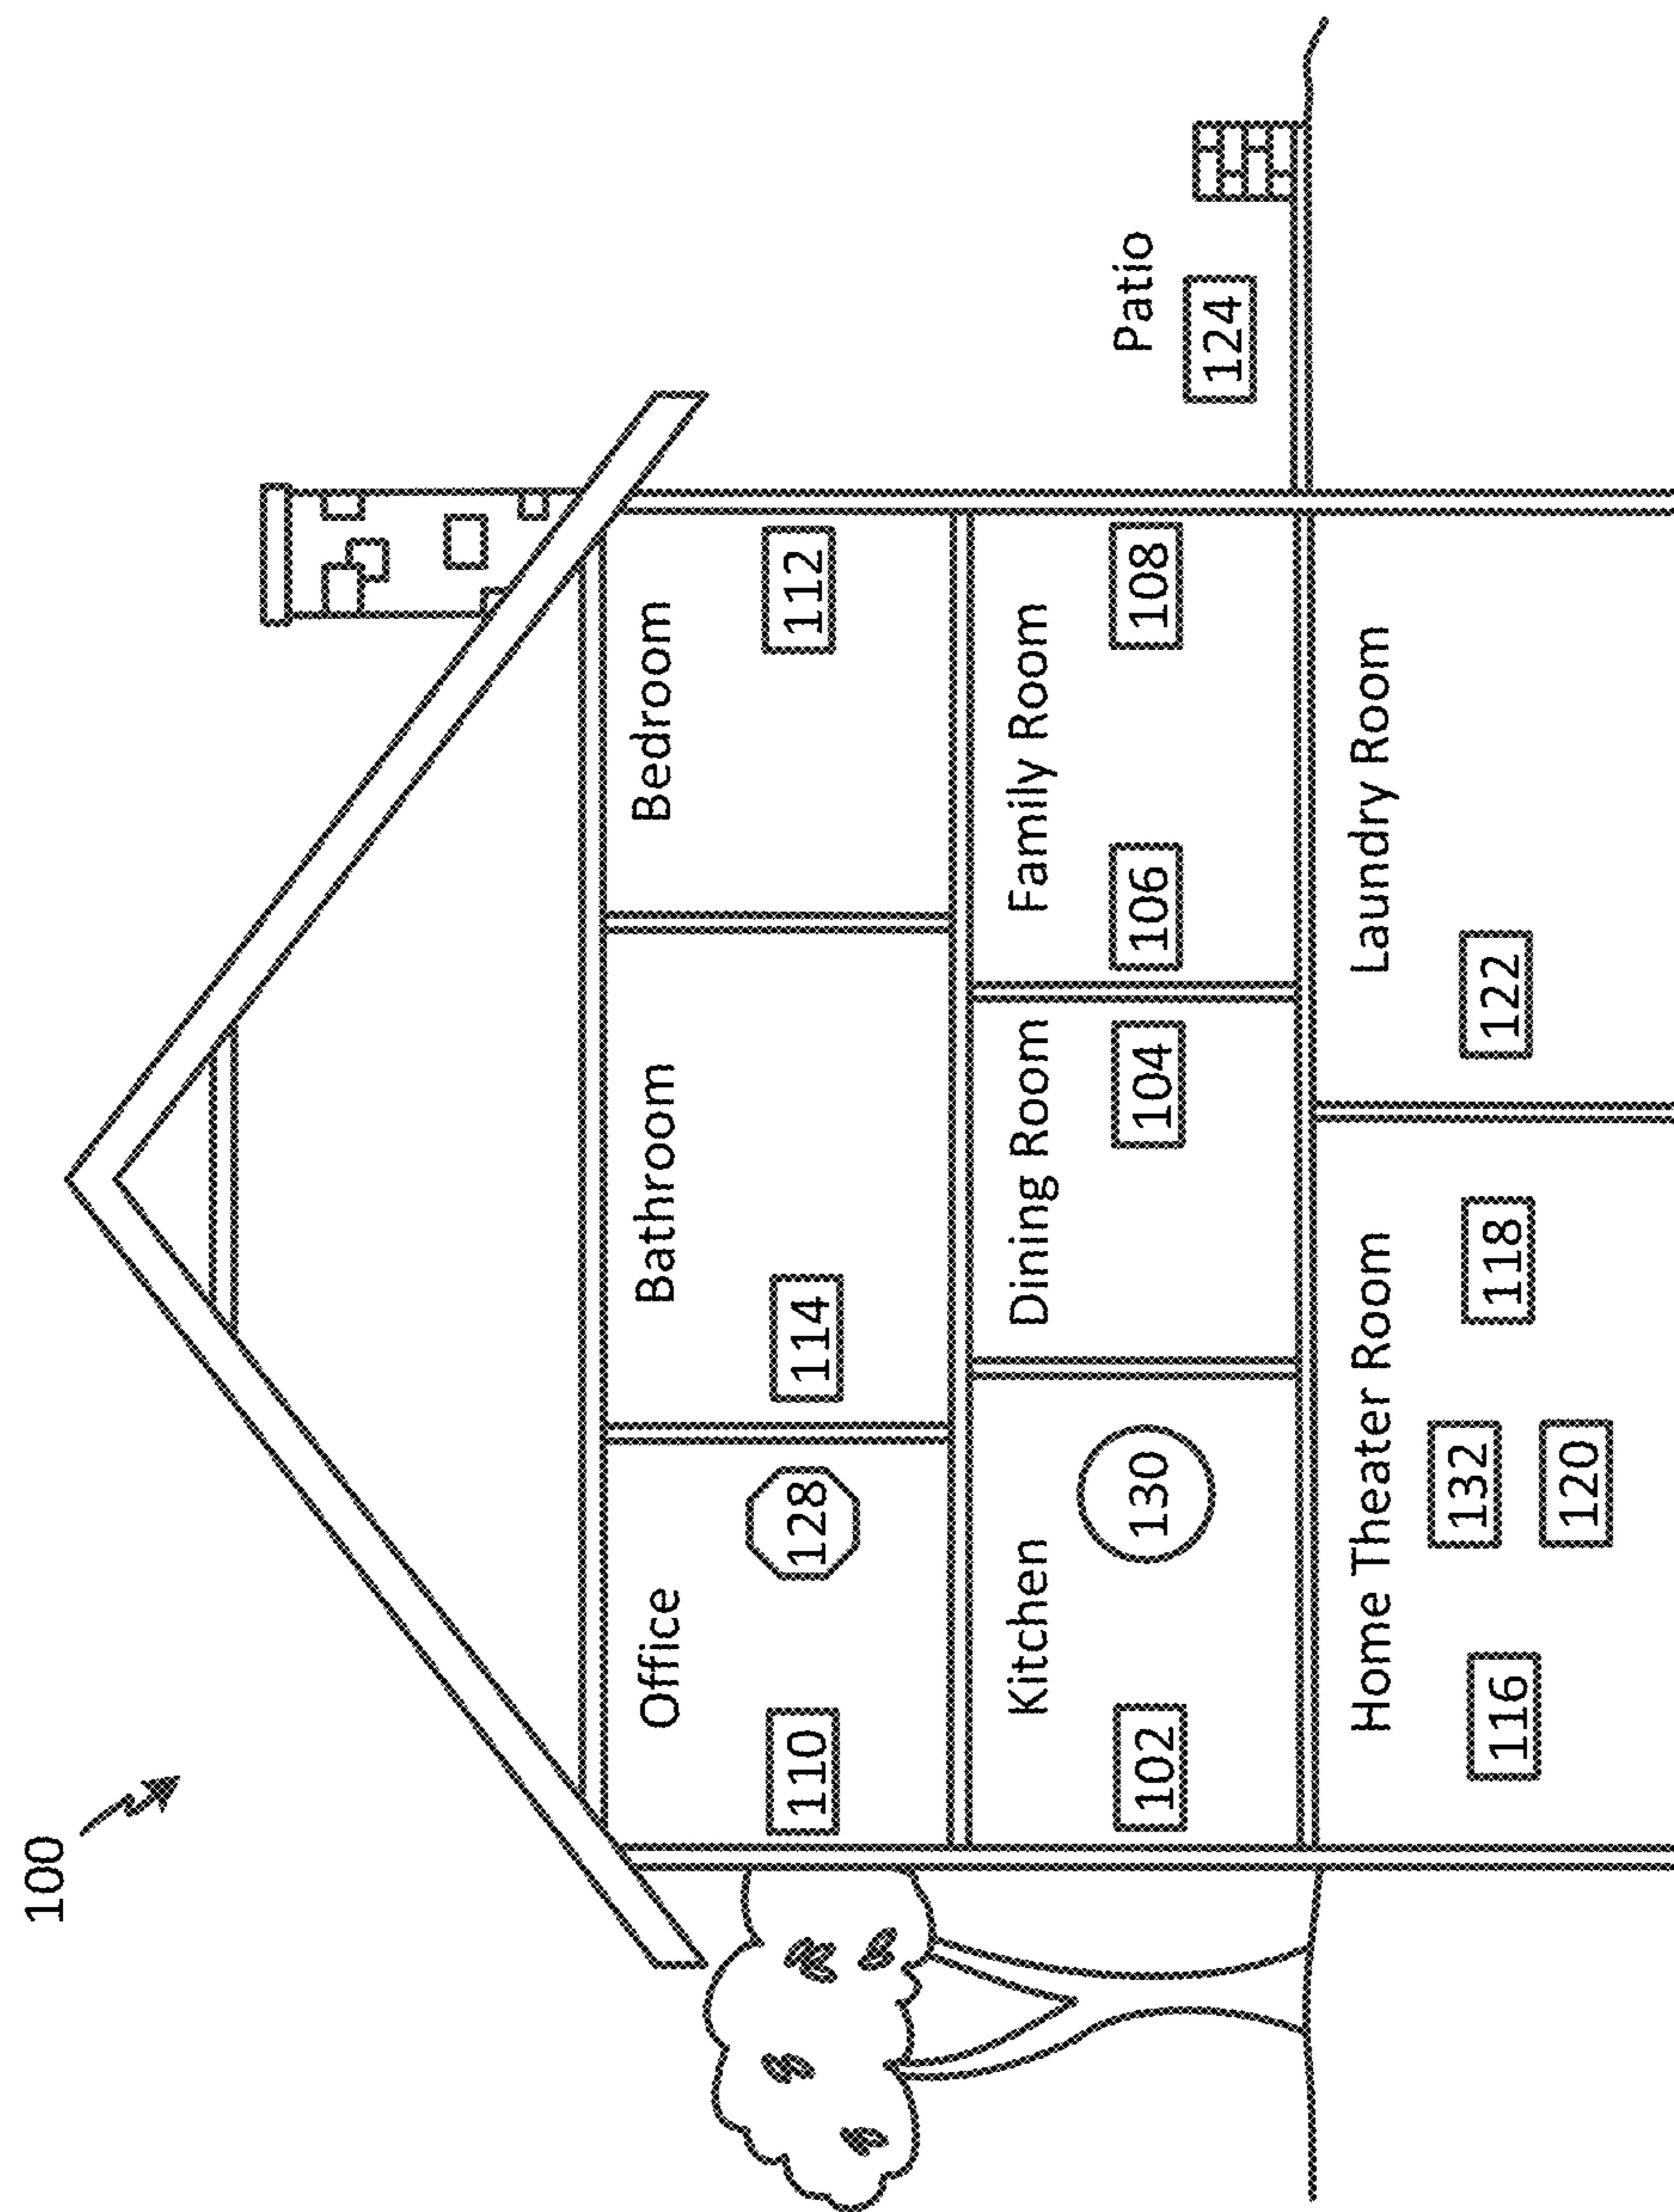 100
Office
Bathroom
Bedroom
110
128
114
112
Kitchen
Dining Room
Family Room
102
130
104
106
108
Patio
124
Home Theater Room
Laundry Room
116
132
118
120
122